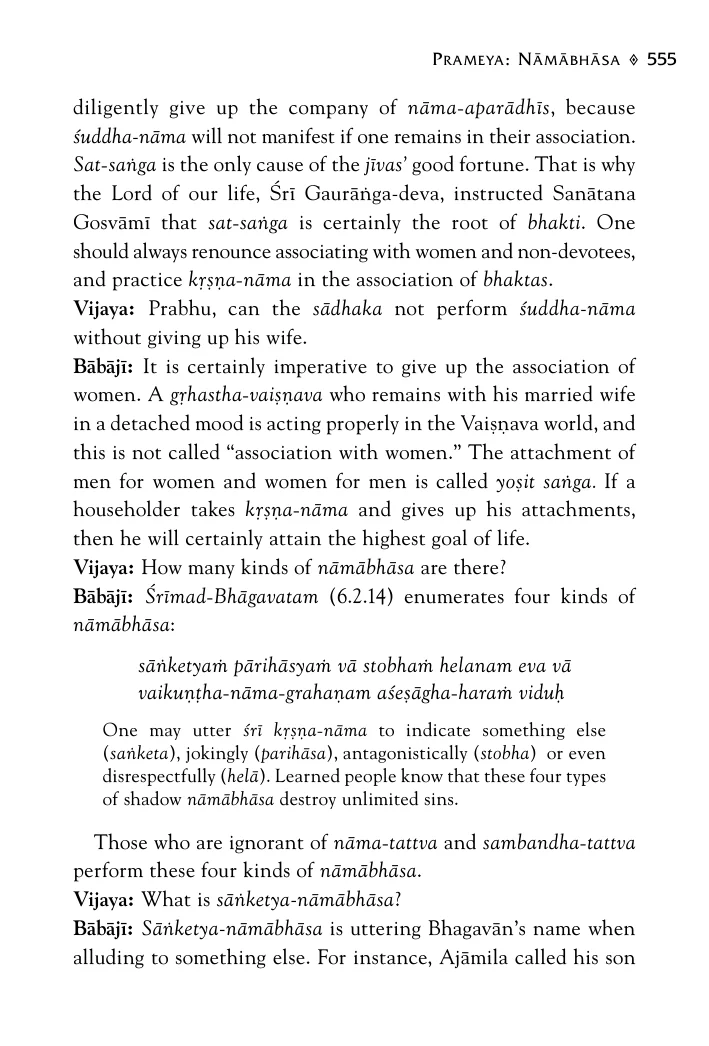 Prameya: Nāmābhāsa ◈ 555
diligently give up the company of nāma-aparādhīs, because
śuddha-nāma will not manifest if one remains in their association.
Sat-saṅga is the only cause of the jīvas’ good fortune. That is why
the Lord of our life, Śrī Gaurāṅga-deva, instructed Sanātana
Gosvāmī that sat-saṅga is certainly the root of bhakti. One
should always renounce associating with women and non-devotees,
and practice kṛṣṇa-nāma in the association of bhaktas.
Vijaya: Prabhu, can the sādhaka not perform śuddha-nāma
without giving up his wife.
Bābājī: It is certainly imperative to give up the association of
women. A gṛhastha-vaiṣṇava who remains with his married wife
in a detached mood is acting properly in the Vaiṣṇava world, and
this is not called “association with women.” The attachment of
men for women and women for men is called yoṣit saṅga. If a
householder takes kṛṣṇa-nāma and gives up his attachments,
then he will certainly attain the highest goal of life.
Vijaya: How many kinds of nāmābhāsa are there?
Bābājī: Śrīmad-Bhāgavatam (6.2.14) enumerates four kinds of
nāmābhāsa:
sāṅketyaṁ pārihāsyaṁ vā stobhaṁ helanam eva vā
vaikuṇṭha-nāma-grahaṇam aśeṣāgha-haraṁ viduḥ
One may utter śrī kṛṣṇa-nāma to indicate something else
(saṅketa), jokingly (parihāsa), antagonistically (stobha) or even
disrespectfully (helā). Learned people know that these four types
of shadow nāmābhāsa destroy unlimited sins.
Those who are ignorant of nāma-tattva and sambandha-tattva
perform these four kinds of nāmābhāsa.
Vijaya: What is sāṅketya-nāmābhāsa?
Bābājī: Sāṅketya-nāmābhāsa is uttering Bhagavān’s name when
alluding to something else. For instance, Ajāmila called his son